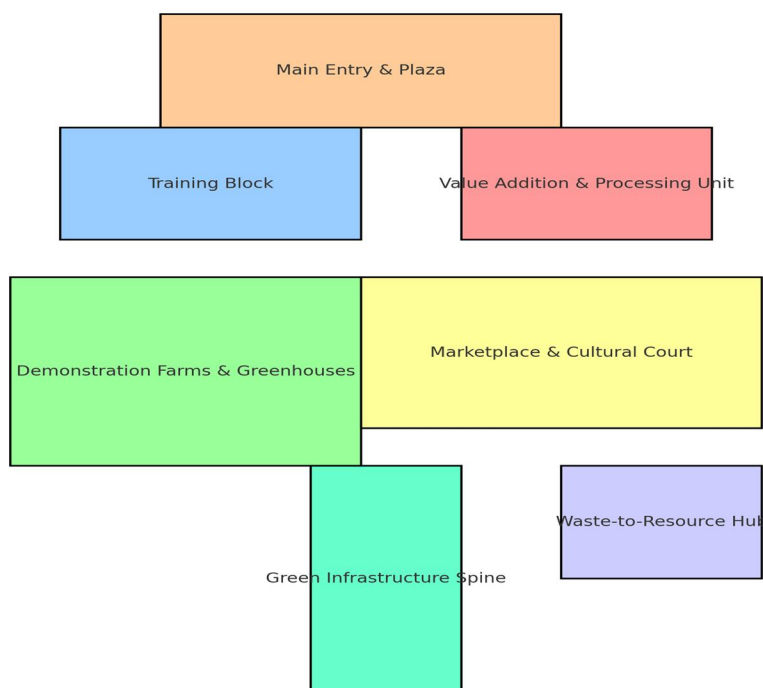 Main Entry & Plaza
Training Block
Value Addition & Processing Unit
Marketplace & Cultural Court
Demonstration Farms & Greenhouses
Waste-to-Resource Hub
Green Infrastructure Spine